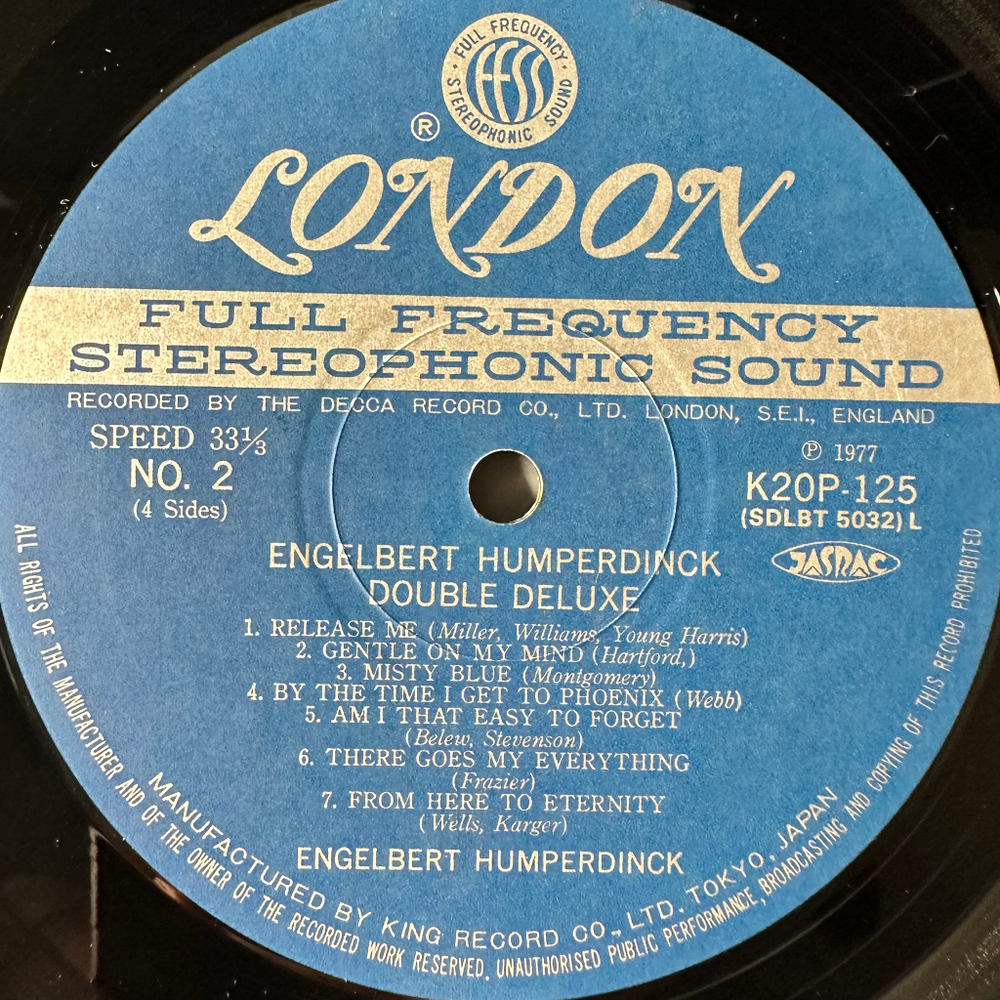 FULL FREQUENCY
STEREOPHONIC SOUND
FFSS
®
LONDON
FULL FREQUENCY
STEREOPHONIC SOUND
RECORDED BY THE DECCA RECORD CO., LTD. LONDON, S.E.I., ENGLAND
SPEED 33⅓
NO. 2
(4 Sides)
℗ 1977
K20P-125
(SDLBT 5032) L
JASRAC
ENGELBERT HUMPERDINCK
DOUBLE DELUXE
1. RELEASE ME (Miller, Williams, Young Harris)
2. GENTLE ON MY MIND (Hartford,)
3. MISTY BLUE (Montgomery)
4. BY THE TIME I GET TO PHOENIX (Webb)
5. AM I THAT EASY TO FORGET
(Belew, Stevenson)
6. THERE GOES MY EVERYTHING
(Frazier)
7. FROM HERE TO ETERNITY
(Wells, Karger)
ENGELBERT HUMPERDINCK
MANUFACTURED BY KING RECORD CO., LTD. TOKYO, JAPAN
ALL RIGHTS OF THE MANUFACTURER AND OF THE OWNER OF THE RECORDED WORK RESERVED. UNAUTHORISED PUBLIC PERFORMANCE, BROADCASTING AND COPYING OF THIS RECORD PROHIBITED